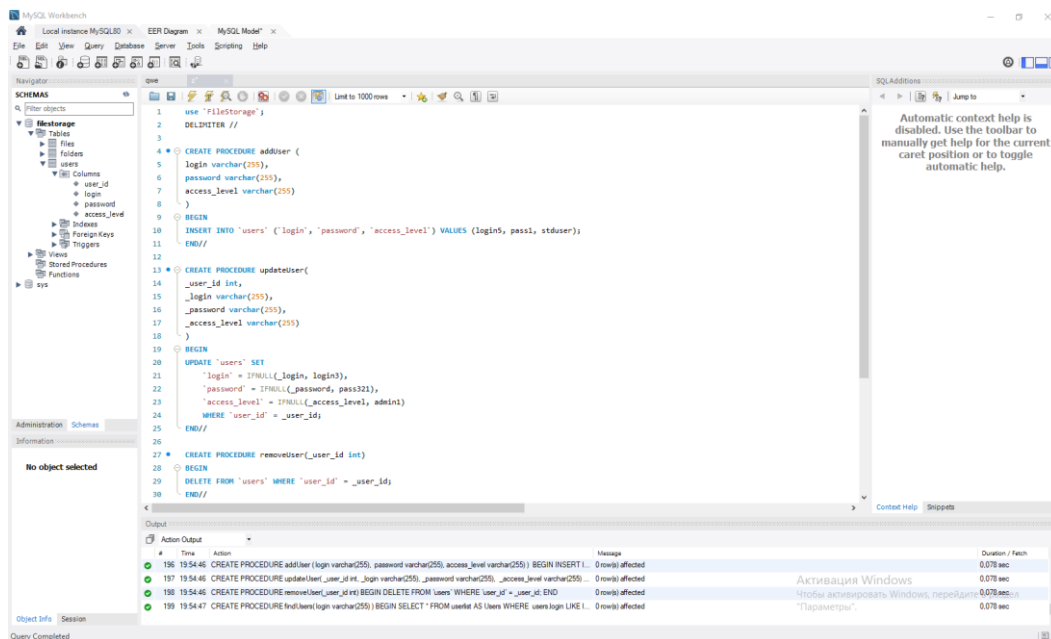 MySQL Workbench
Local instance MySQL80 × EER Diagram × MySQL Model* ×
File Edit View Query Database Server Tools Scripting Help
Navigator
SCHEMAS
Filter objects
filestorage
Tables
files
folders
users
Columns
user_id
login
password
access_level
Indexes
Foreign Keys
Triggers
Views
Stored Procedures
Functions
sys
Administration Schemas
Information
No object selected
Object Info Session
Query Completed
qwe
Limit to 1000 rows
1 use `FileStorage`;
2 DELIMITER //
3
4 CREATE PROCEDURE addUser (
5 login varchar(255),
6 password varchar(255),
7 access_level varchar(255)
8 )
9 BEGIN
10 INSERT INTO `users` (`login`, `password`, `access_level`) VALUES (login5, pass1, stduser);
11 END//
12
13 CREATE PROCEDURE updateUser(
14 _user_id int,
15 _login varchar(255),
16 _password varchar(255),
17 _access_level varchar(255)
18 )
19 BEGIN
20 UPDATE `users` SET
21 `login` = IFNULL(_login, login3),
22 `password` = IFNULL(_password, pass321),
23 `access_level` = IFNULL(_access_level, admin1)
24 WHERE `user_id` = _user_id;
25 END//
26
27 CREATE PROCEDURE removeUser(_user_id int)
28 BEGIN
29 DELETE FROM `users` WHERE `user_id` = _user_id;
30 END//
SQLAdditions
Jump to
Automatic context help is
disabled. Use the toolbar to
manually get help for the current
caret position or to toggle
automatic help.
Context Help Snippets
Output
Action Output
# Time Action Message Duration / Fetch
196 19:54:46 CREATE PROCEDURE addUser ( login varchar(255), password varchar(255), access_level varchar(255) ) BEGIN INSERT I... 0 row(s) affected 0,078 sec
197 19:54:46 CREATE PROCEDURE updateUser( _user_id int, _login varchar(255), _password varchar(255), _access_level varchar(255) ... 0 row(s) affected 0,078 sec
198 19:54:46 CREATE PROCEDURE removeUser(_user_id int) BEGIN DELETE FROM `users` WHERE `user_id` = _user_id; END 0 row(s) affected 0,078 sec
199 19:54:47 CREATE PROCEDURE findUsers(login varchar(255) ) BEGIN SELECT * FROM userlist AS Users WHERE users.login LIKE l... 0 row(s) affected 0,078 sec
Активация Windows
Чтобы активировать Windows, перейдите в раздел
"Параметры".